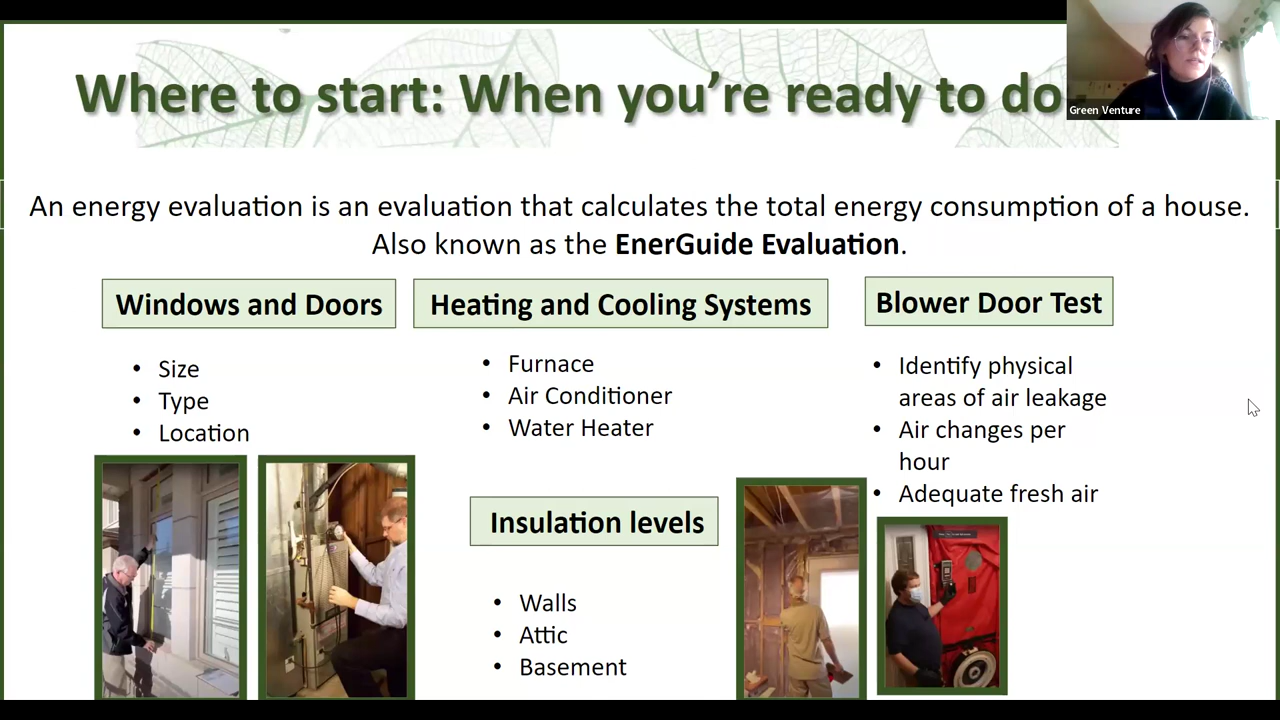 Where to start: When you're ready to do
Green Venture
An energy evaluation is an evaluation that calculates the total energy consumption of a house.
Also known as the EnerGuide Evaluation.
Windows and Doors
• Size
• Type
• Location
Heating and Cooling Systems
• Furnace
• Air Conditioner
• Water Heater
Blower Door Test
• Identify physical
areas of air leakage
• Air changes per
hour
• Adequate fresh air
Insulation levels
• Walls
• Attic
• Basement